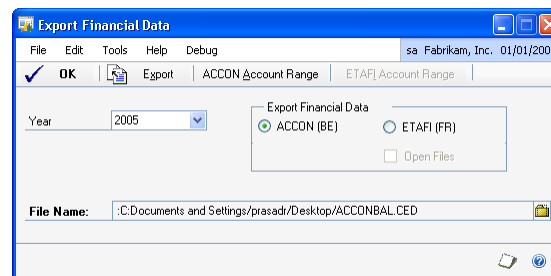 Export Financial Data
File Edit Tools Help Debug sa Fabrikam, Inc. 01/01/200
OK Export ACCON Account Range ETAFI Account Range
Export Financial Data
Year 2005 ACCON (BE) ETAFI (FR)
Open Files
File Name: :C:Documents and Settings/prasadr/Desktop/ACCONBAL.CED